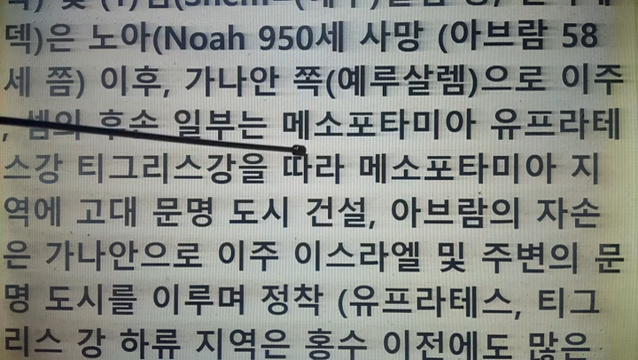 덱)은 노아(Noah 950세 사망 (아브람 58
세 쯤) 이후, 가나안 쪽(예루살렘)으로 이주
, 셈의 후손 일부는 메소포타미아 유프라테
스강 티그리스강을 따라 메소포타미아 지
역에 고대 문명 도시 건설, 아브람의 자손
은 가나안으로 이주 이스라엘 및 주변의 문
명 도시를 이루며 정착 (유프라테스, 티그
리스 강 하류 지역은 홍수 이전에도 많은